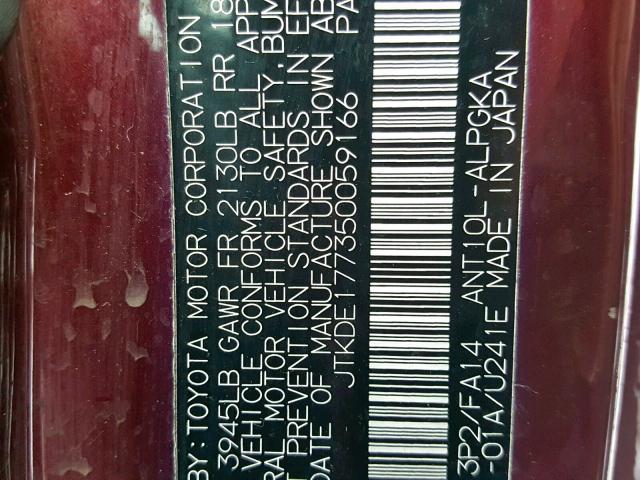 BY: TOYOTA MOTOR CORPORATION
3945LB GAWR FR 2130LB RR 18
VEHICLE CONFORMS TO ALL APP
ERAL MOTOR VEHICLE SAFETY, BUM
T PREVENTION STANDARDS IN EF
DATE OF MANUFACTURE SHOWN AB
JTKDE177350059166 PA
3P2/FA14 ANT10L-ALPGKA
-01A/U241E MADE IN JAPAN